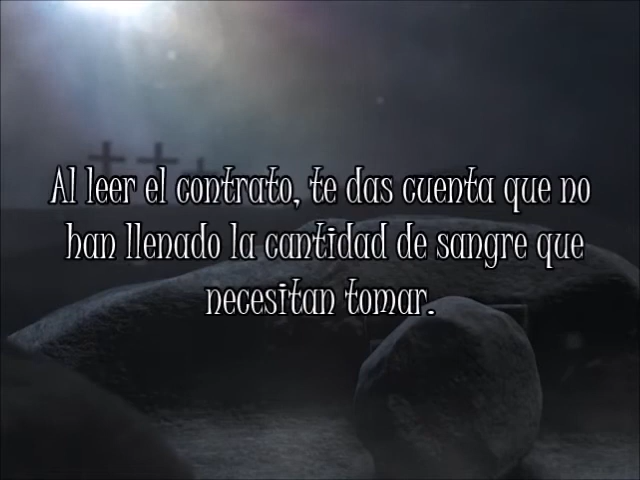 Al leer el contrato, te das cuenta que no
han llenado la cantidad de sangre que
necesitan tomar.